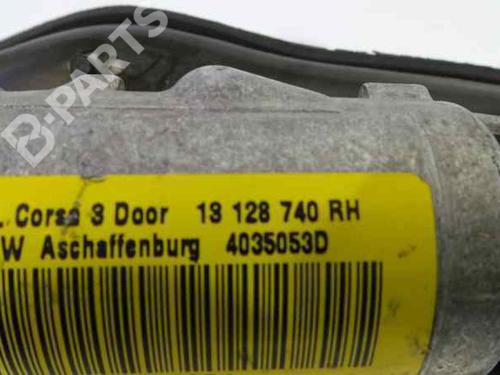 B-PARTS
Corsa 3 Door 13 128 740 RH
W Aschaffenburg 4035053D